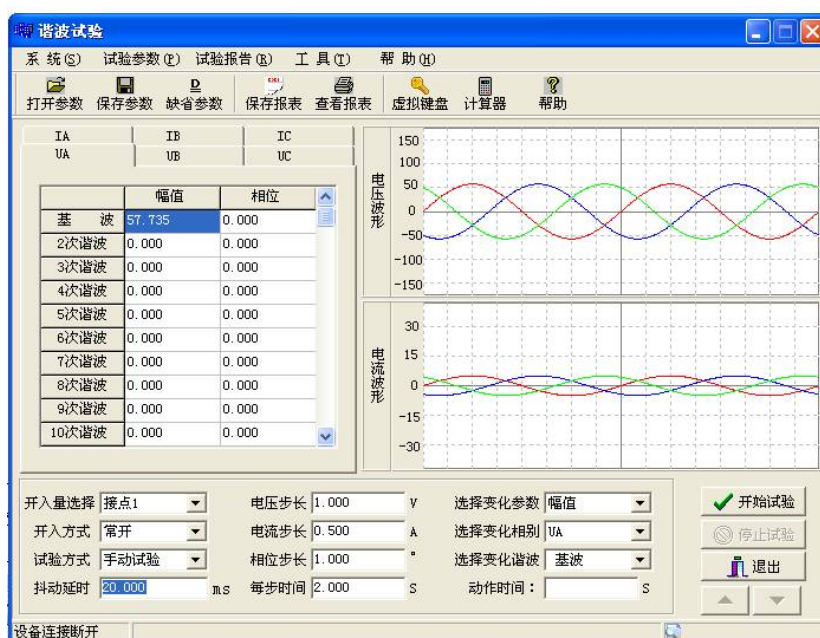 谐波试验
系 统(S) 试验参数(P) 试验报告(R) 工 具(T) 帮 助(H)
打开参数 保存参数 缺省参数 保存报表 查看报表 虚拟键盘 计算器 帮助
IA IB IC
UA UB UC
幅值 相位
基 波 57.735 0.000
2次谐波 0.000 0.000
3次谐波 0.000 0.000
4次谐波 0.000 0.000
5次谐波 0.000 0.000
6次谐波 0.000 0.000
7次谐波 0.000 0.000
8次谐波 0.000 0.000
9次谐波 0.000 0.000
10次谐波 0.000 0.000
电压波形
150
100
50
0
-50
-100
-150
电流波形
30
15
0
-15
-30
开入量选择 接点1 电压步长 1.000 V 选择变化参数 幅值 开始试验
开入方式 常开 电流步长 0.500 A 选择变化相别 UA 停止试验
试验方式 手动试验 相位步长 1.000 ° 选择变化谐波 基波 退出
抖动延时 20.000 ms 每步时间 2.000 S 动作时间： S
设备连接断开